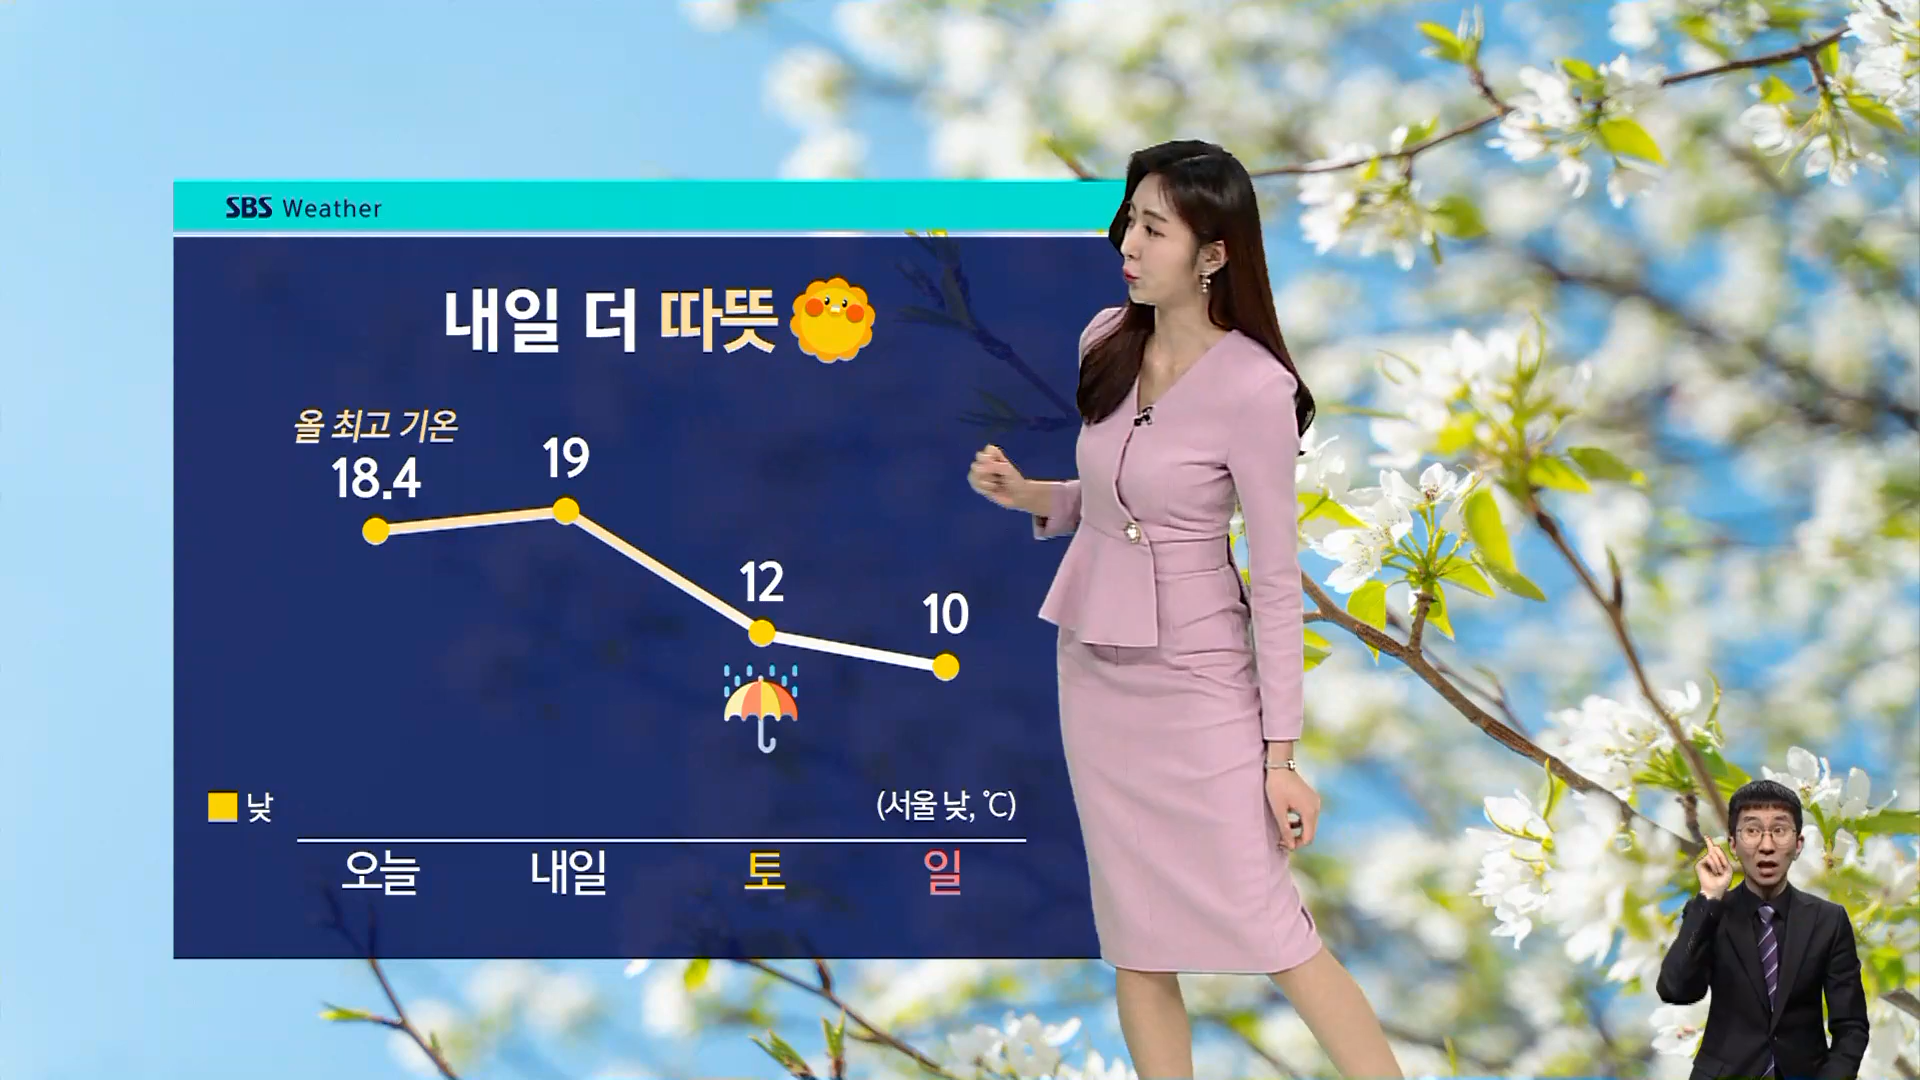 SBS Weather
내일 더 따뜻
올 최고 기온
18.4
19
12
10
낮
(서울 낮, ℃)
오늘 내일 토 일